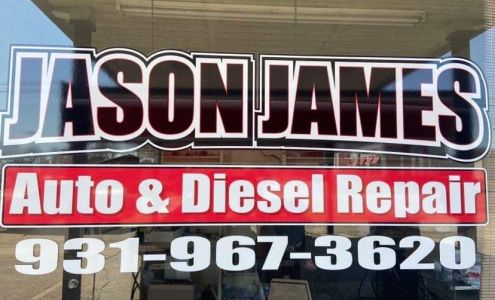 JASON JAMES
Auto & Diesel Repair
931-967-3620